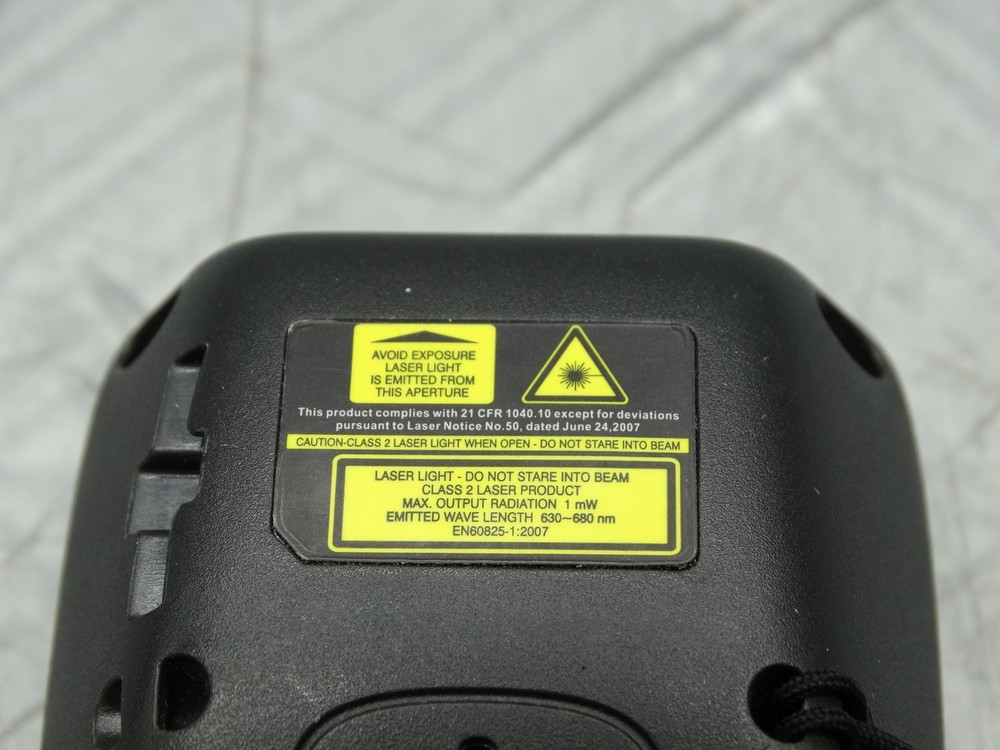 AVOID EXPOSURE
LASER LIGHT
IS EMITTED FROM
THIS APERTURE
This product complies with 21 CFR 1040.10 except for deviations
pursuant to Laser Notice No.50, dated June 24,2007
CAUTION-CLASS 2 LASER LIGHT WHEN OPEN - DO NOT STARE INTO BEAM
LASER LIGHT - DO NOT STARE INTO BEAM
CLASS 2 LASER PRODUCT
MAX. OUTPUT RADIATION 1 mW
EMITTED WAVE LENGTH 630~680 nm
EN60825-1:2007